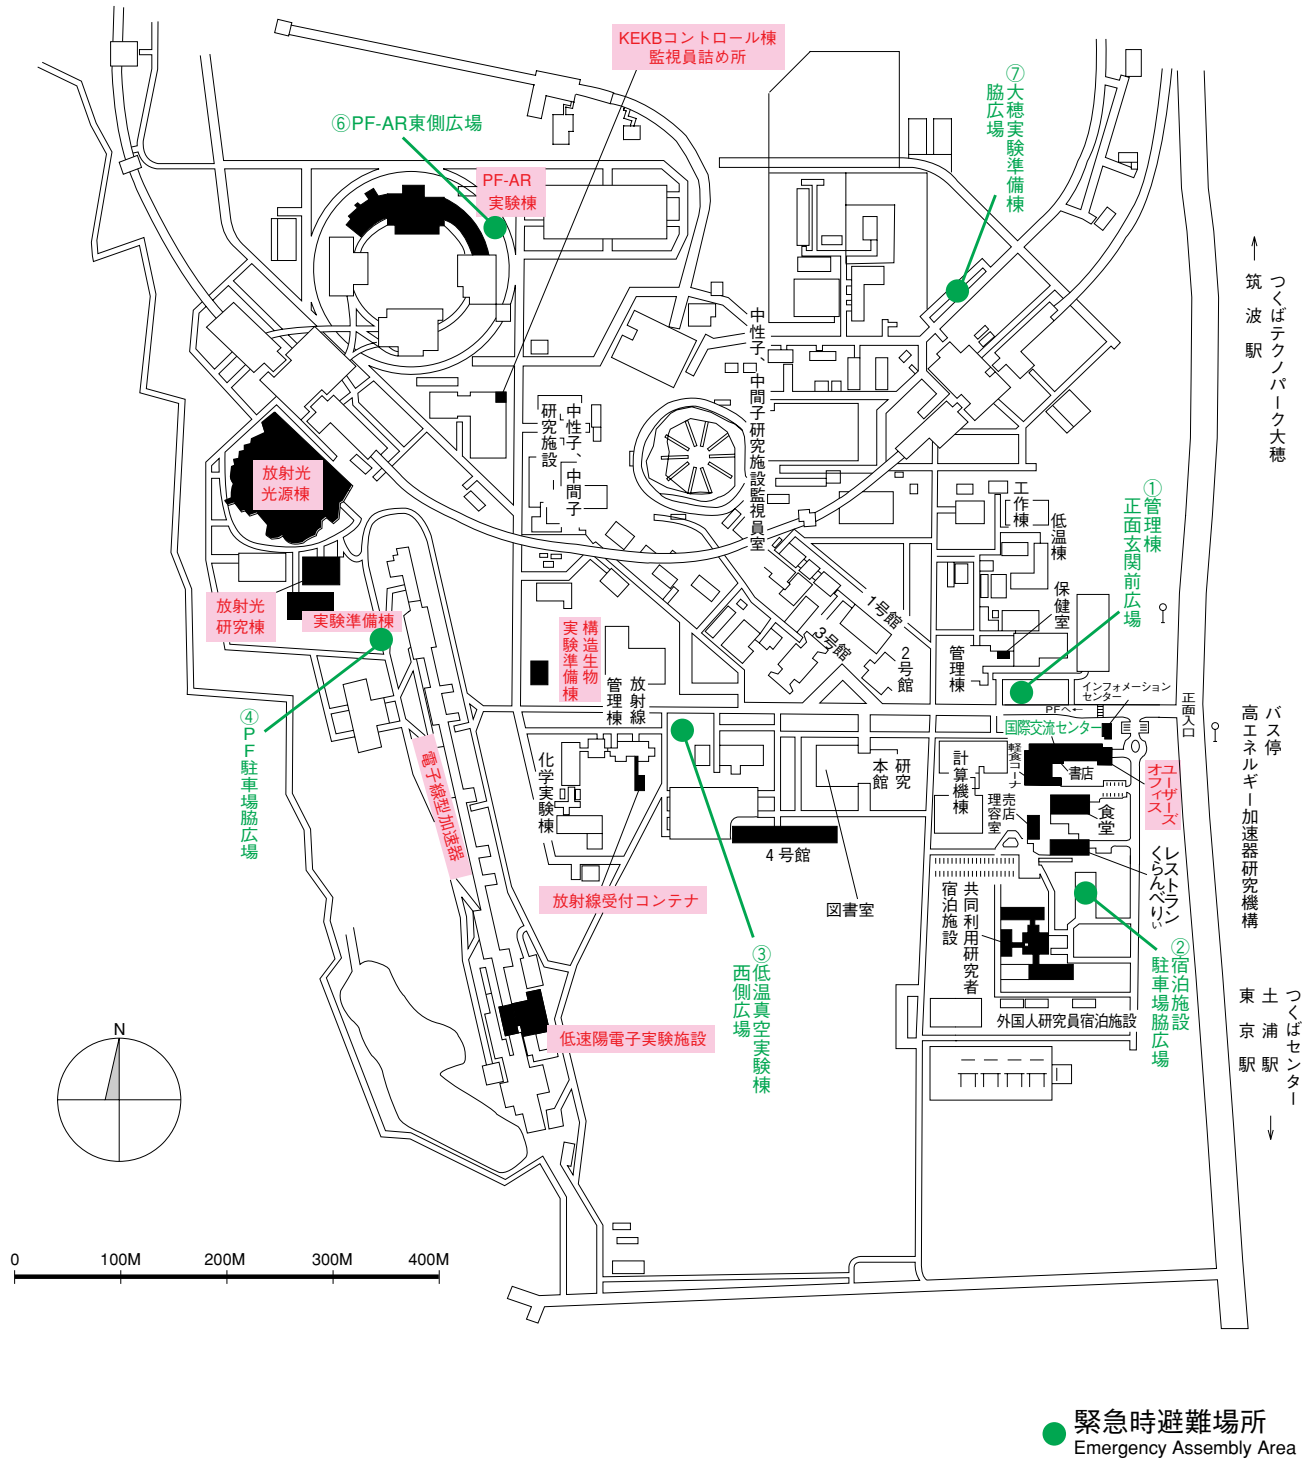 KEKBコントロール棟
監視員詰め所
⑥PF-AR東側広場
PF-AR
実験棟
⑦大穂実験準備棟
脇広場
つくばテクノパーク大穂
筑波駅
中性子、中間子研究施設監視員室
中性子、中間子
研究施設
放射光
光源棟
工作棟
低温棟
保健室
①管理棟
正面玄関前広場
放射光
研究棟
実験準備棟
構造生物
実験準備棟
放射線
管理棟
1号館
3号館
2号館
管理棟
インフォメーション
センター
PFへ←
国際交流センター
正面入口
バス停
高エネルギー加速器研究機構
④PF駐車場脇広場
電子線型加速器
化学実験棟
研究
本館
計算機棟
軽食コーナ
書店
ユーザーズ
オフィス
売店
理容室
食堂
4号館
レストラン
くらんべりぃ
放射線受付コンテナ
図書室
共同利用研究者
宿泊施設
②宿泊施設
駐車場脇広場
③低温真空実験棟
西側広場
外国人研究員宿泊施設
低速陽電子実験施設
つくばセンター
土浦駅
東京駅
N
0 100M 200M 300M 400M
緊急時避難場所
Emergency Assembly Area